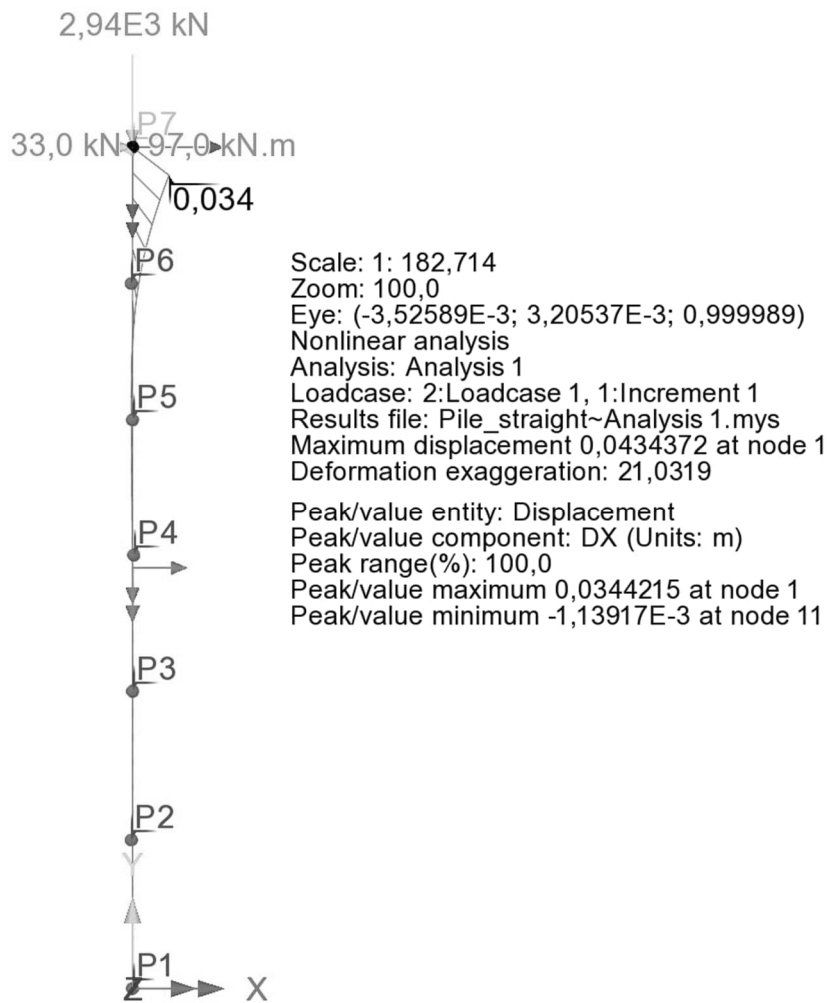 2,94E3 kN
P7
33,0 kN
97,0 kN.m
0,034
P6
Scale: 1: 182,714
Zoom: 100,0
Eye: (-3,52589E-3; 3,20537E-3; 0,999989)
Nonlinear analysis
Analysis: Analysis 1
Loadcase: 2:Loadcase 1, 1:Increment 1
Results file: Pile_straight~Analysis 1.mys
Maximum displacement 0,0434372 at node 1
Deformation exaggeration: 21,0319
P5
Peak/value entity: Displacement
Peak/value component: DX (Units: m)
Peak range(%): 100,0
Peak/value maximum 0,0344215 at node 1
Peak/value minimum -1,13917E-3 at node 11
P4
P3
P2
Y
P1
Z
X